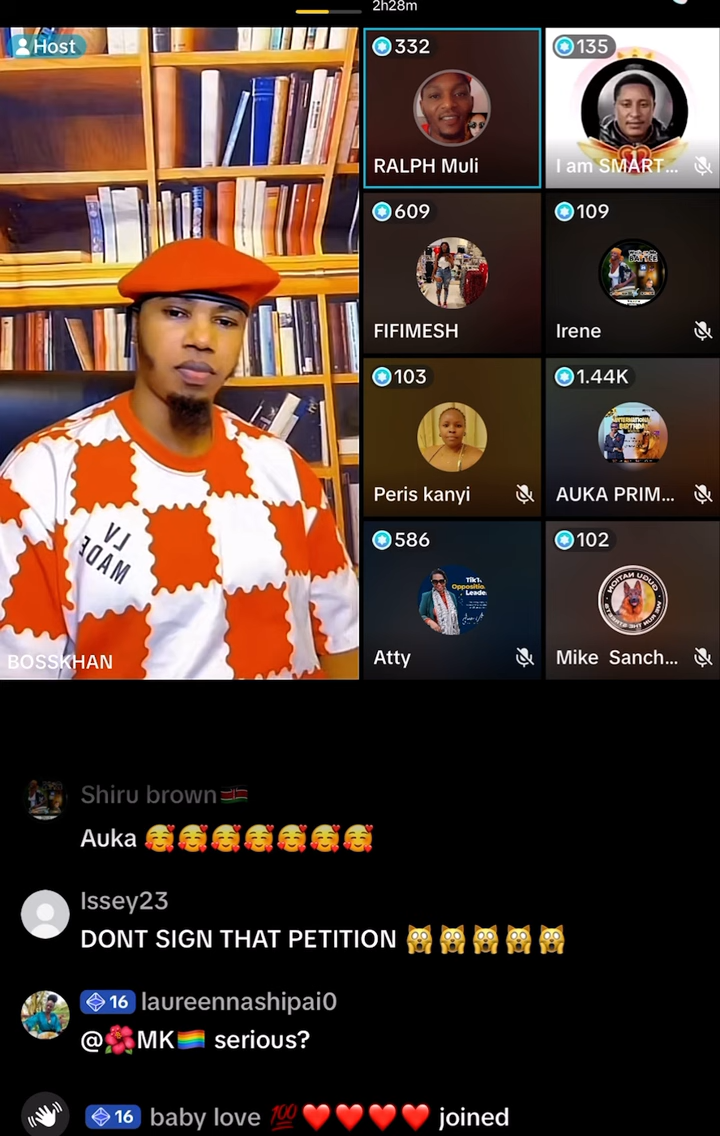 2h28m
Host
LV
MADE
BOSSKHAN
332
RALPH Muli
135
I am SMART...
609
FIFIMESH
109
Irene
103
Peris kanyi
1.44K
AUKA PRIM...
586
Atty
102
Mike Sanch...
Shiru brown🇰🇪
Auka 🥰🥰🥰🥰🥰🥰🥰
Issey23
DONT SIGN THAT PETITION 🙀🙀🙀🙀🙀
16 laureennashipai0
@🌺MK🏳️‍🌈 serious?
16 baby love 💯❤️❤️❤️❤️ joined